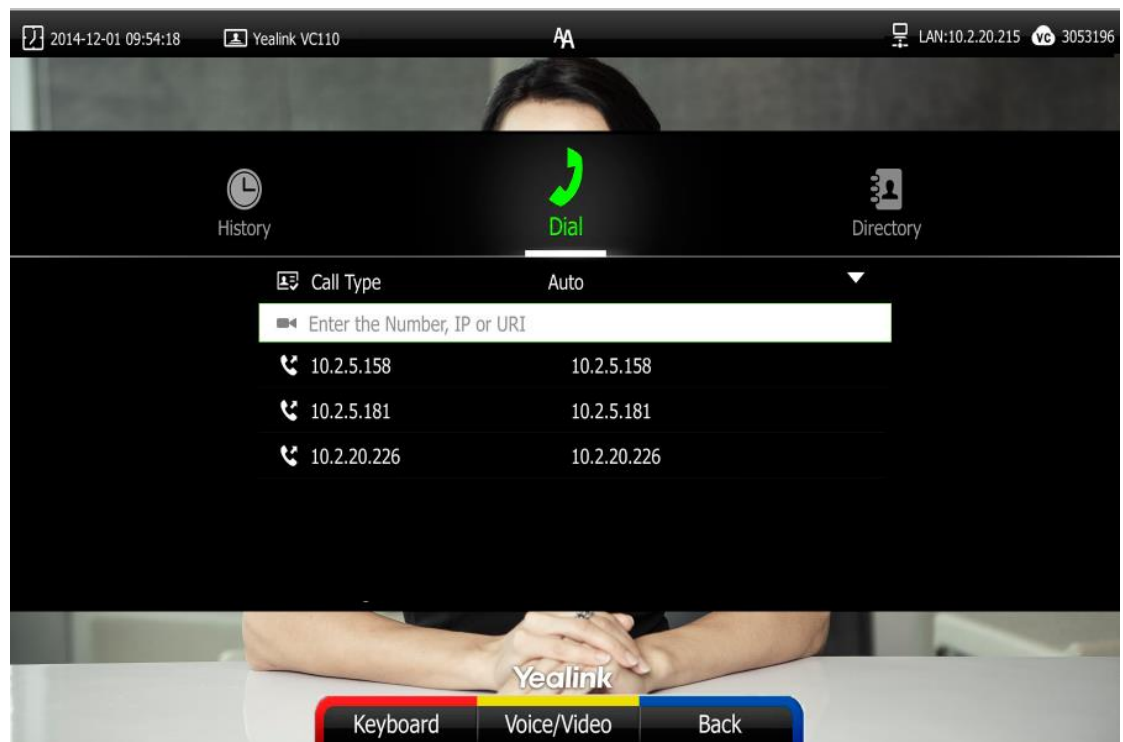 2014-12-01 09:54:18 Yealink VC110 AA LAN:10.2.20.215 VC 3053196
History Dial Directory
Call Type Auto
Enter the Number, IP or URI
10.2.5.158 10.2.5.158
10.2.5.181 10.2.5.181
10.2.20.226 10.2.20.226
Yealink
Keyboard Voice/Video Back